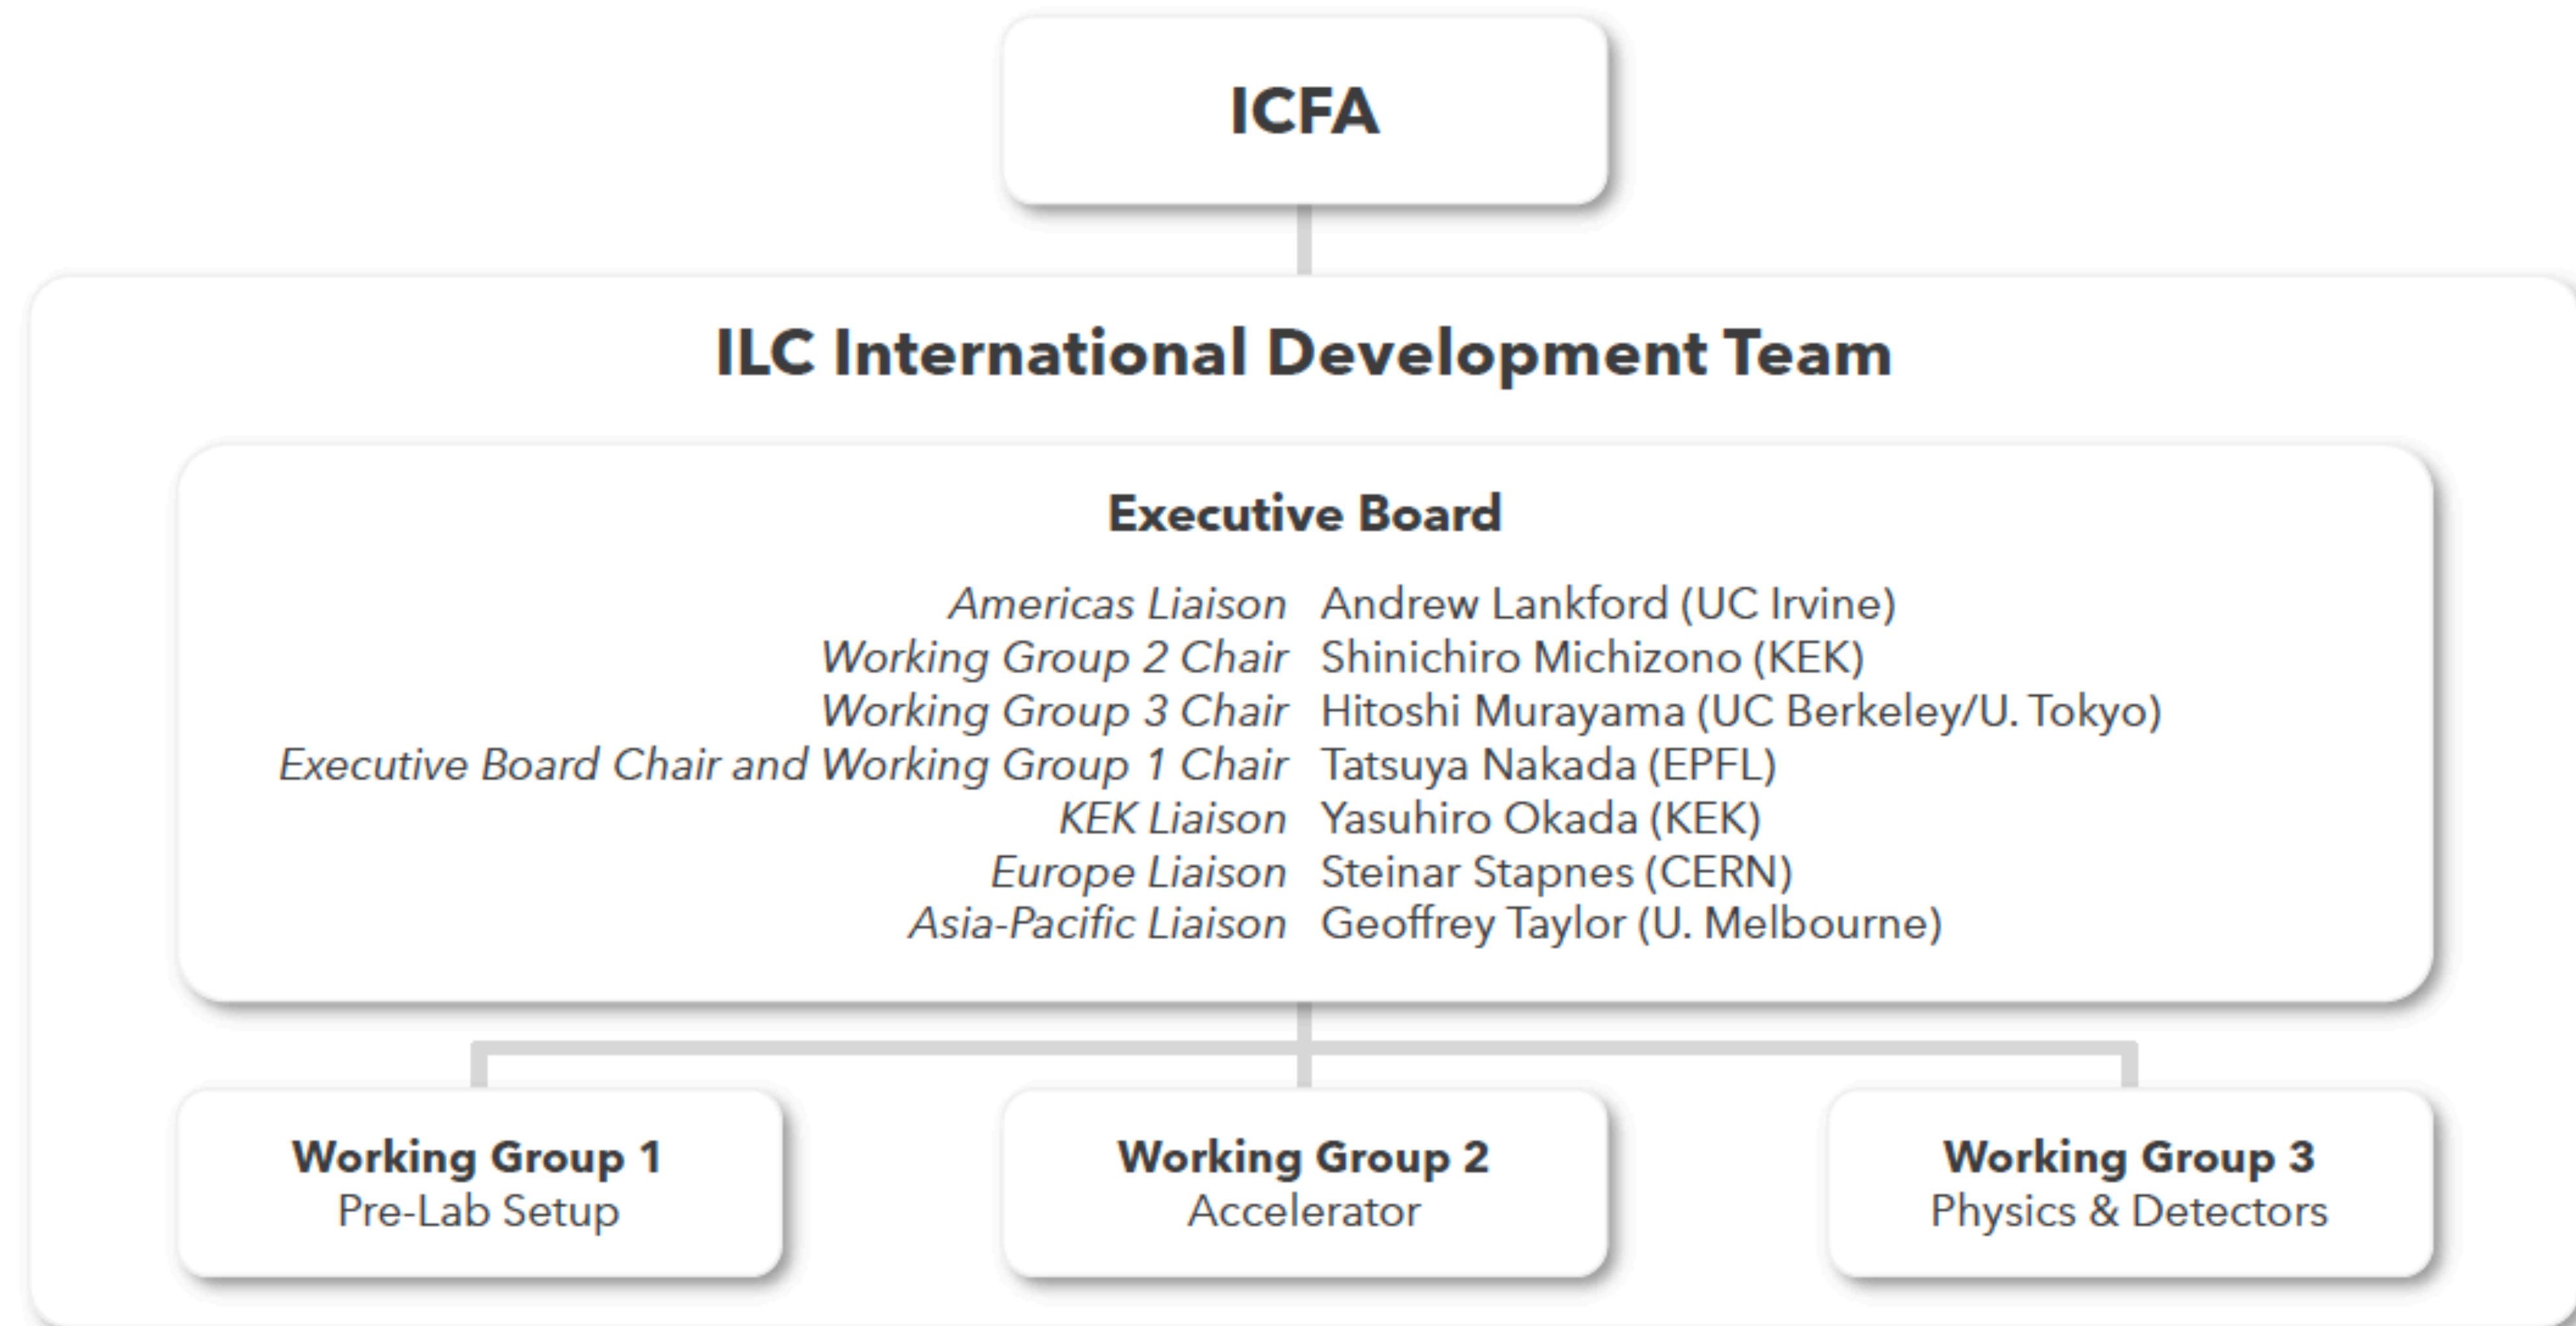 ICFA
ILC International Development Team
Executive Board
Americas Liaison Andrew Lankford (UC Irvine)
Working Group 2 Chair Shinichiro Michizono (KEK)
Working Group 3 Chair Hitoshi Murayama (UC Berkeley/U. Tokyo)
Executive Board Chair and Working Group 1 Chair Tatsuya Nakada (EPFL)
KEK Liaison Yasuhiro Okada (KEK)
Europe Liaison Steinar Stapnes (CERN)
Asia-Pacific Liaison Geoffrey Taylor (U. Melbourne)
Working Group 1
Pre-Lab Setup
Working Group 2
Accelerator
Working Group 3
Physics & Detectors